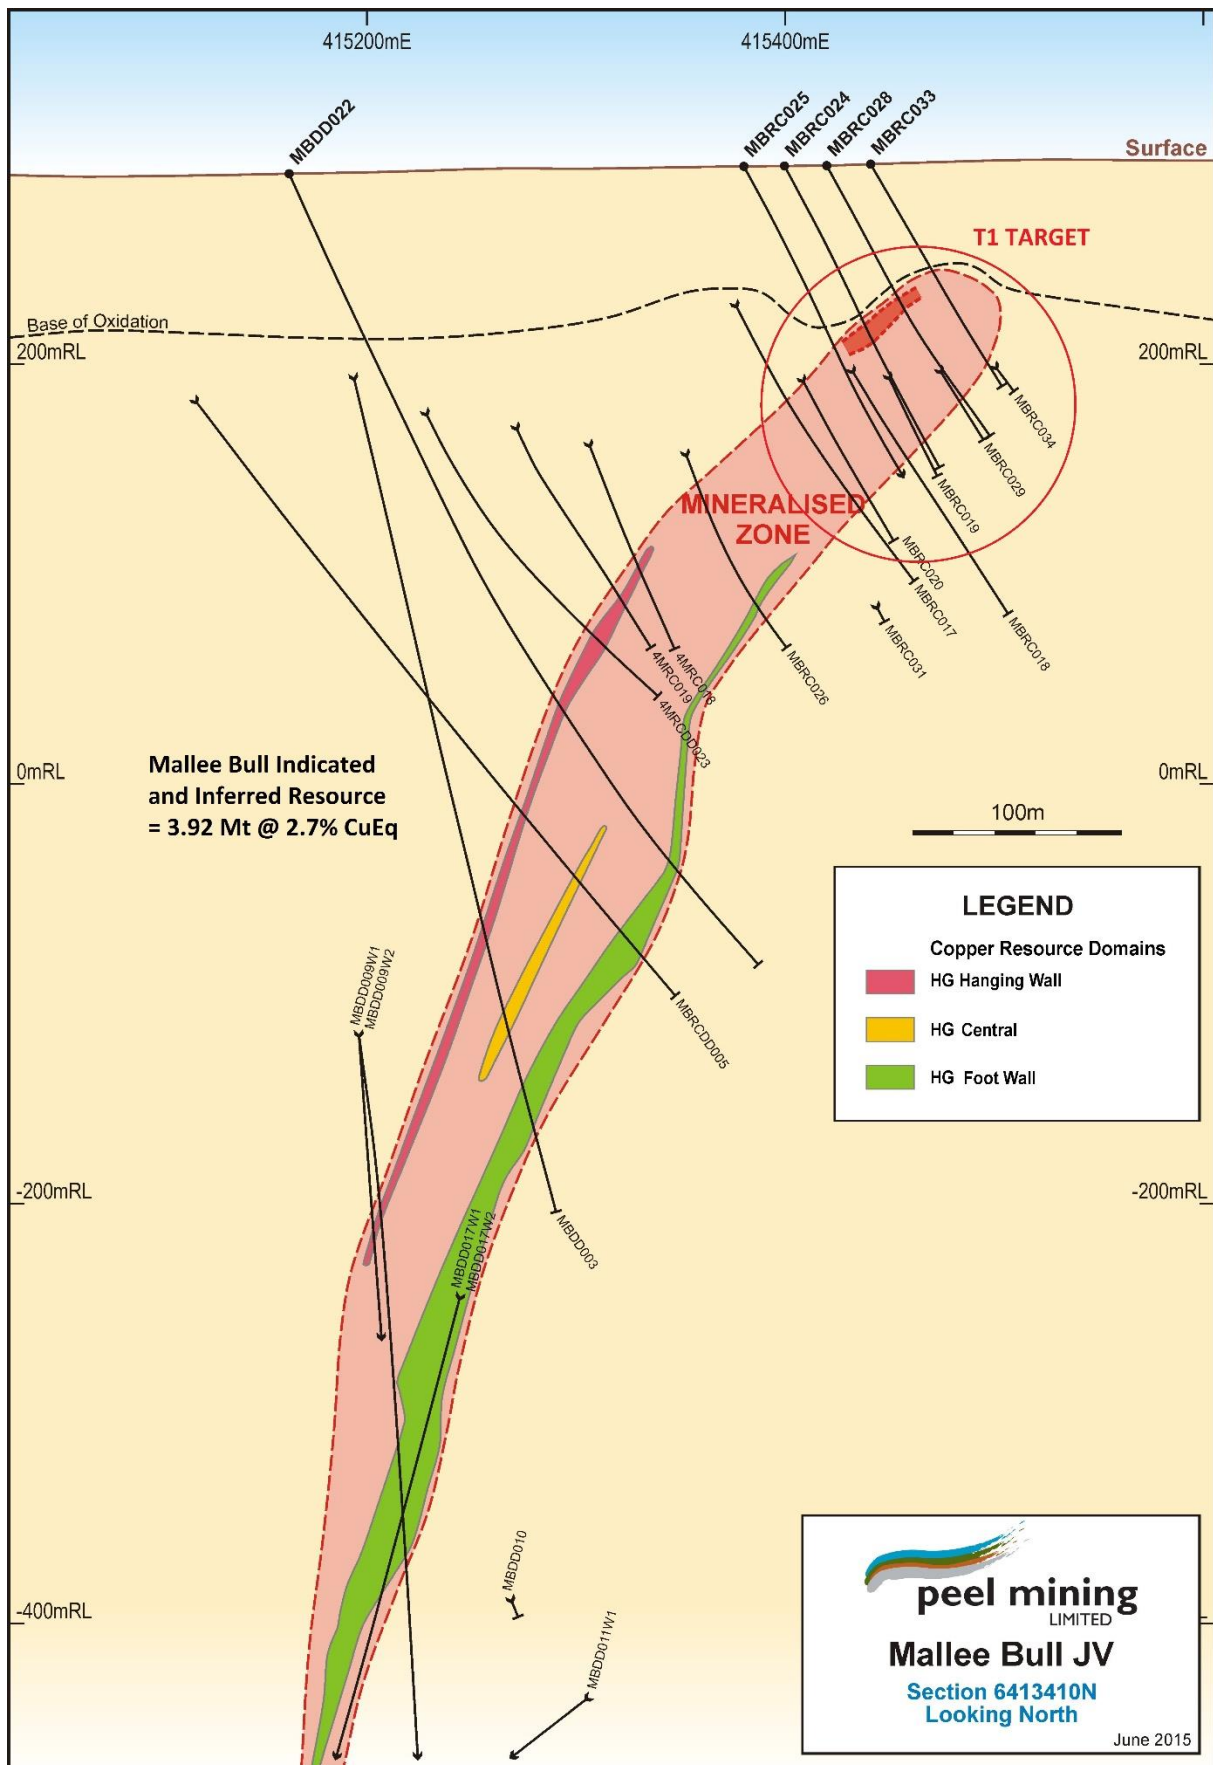 415200mE
415400mE
MBDD022
MBRC025
MBRC024
MBRC028
MBRC033
Surface
T1 TARGET
Base of Oxidation
200mRL
200mRL
MBRC034
MBRC029
MBRC019
MINERALISED
ZONE
MBRC020
MBRC017
MBRC018
MBRC031
MBRC026
4MRC018
4MRC019
4MRCDD023
0mRL
0mRL
Mallee Bull Indicated
and Inferred Resource
= 3.92 Mt @ 2.7% CuEq
100m
LEGEND
Copper Resource Domains
HG Hanging Wall
HG Central
HG Foot Wall
MBDD009W1
MBDD009W2
MBRCDD005
-200mRL
-200mRL
MBDD003
MBDD017W1
MBDD017W2
MBDD010
-400mRL
MBDD011W1
peel mining
LIMITED
Mallee Bull JV
Section 6413410N
Looking North
June 2015